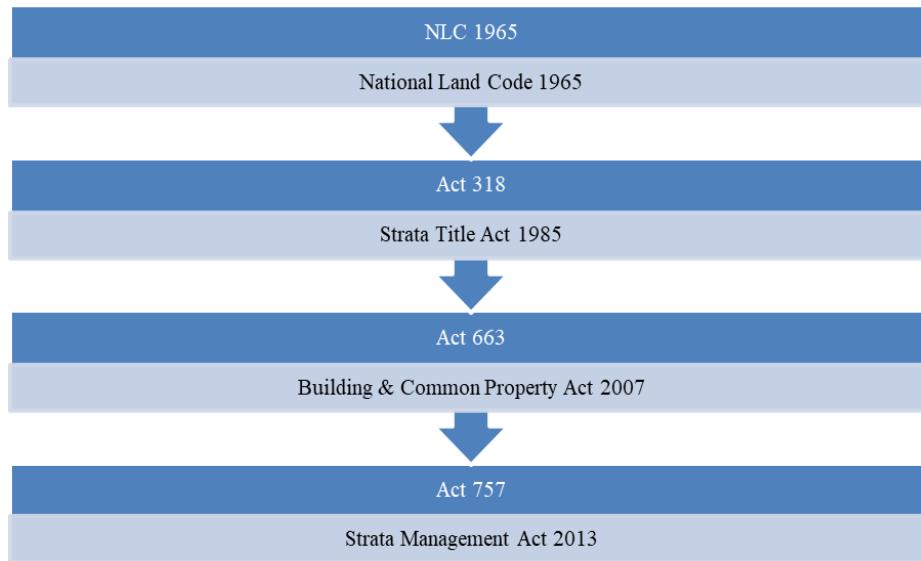 NLC 1965
National Land Code 1965
Act 318
Strata Title Act 1985
Act 663
Building & Common Property Act 2007
Act 757
Strata Management Act 2013